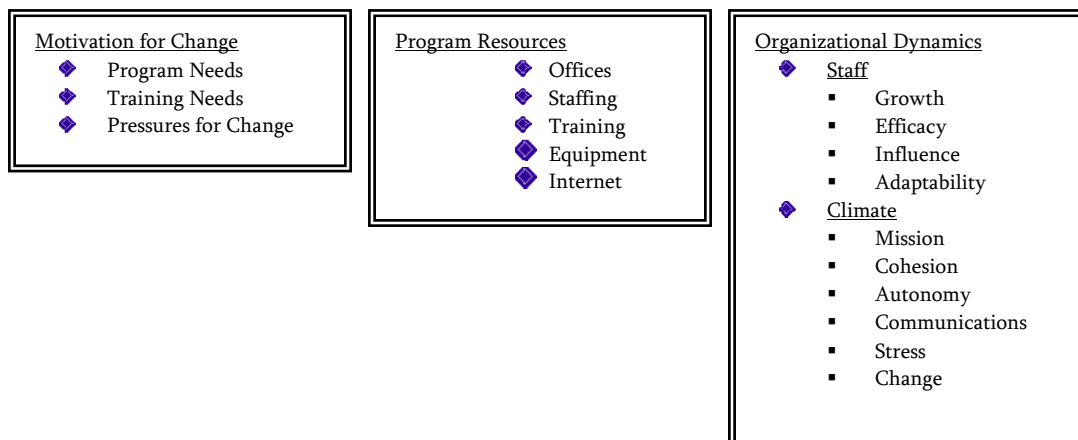 Motivation for Change
Program Needs
Training Needs
Pressures for Change
Program Resources
Offices
Staffing
Training
Equipment
Internet
Organizational Dynamics
Staff
Growth
Efficacy
Influence
Adaptability
Climate
Mission
Cohesion
Autonomy
Communications
Stress
Change